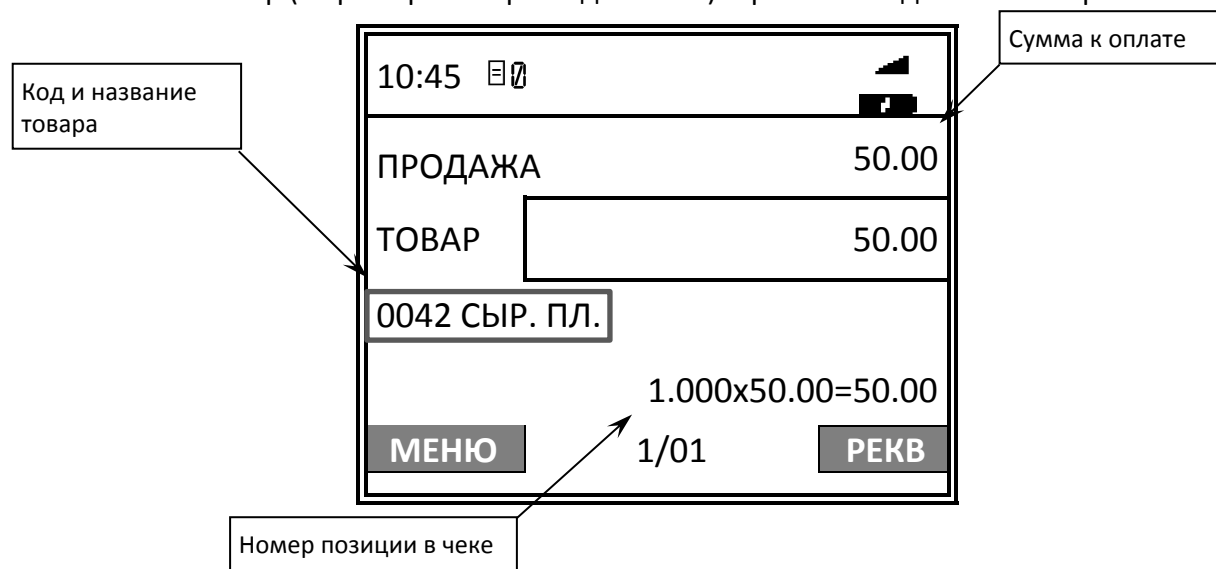 Сумма к оплате
Код и название
товара
10:45
ПРОДАЖА 50.00
ТОВАР 50.00
0042 СЫР. ПЛ.
1.000x50.00=50.00
МЕНЮ 1/01 РЕКВ
Номер позиции в чеке